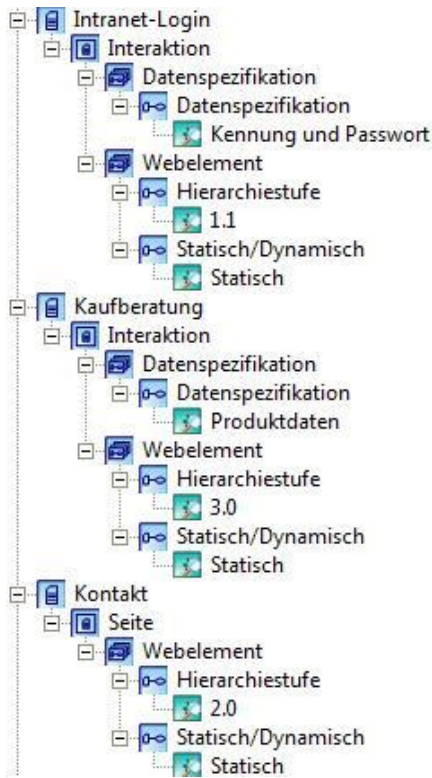 Intranet-Login
Interaktion
Datenspezifikation
Datenspezifikation
Kennung und Passwort
Webelement
Hierarchiestufe
1.1
Statisch/Dynamisch
Statisch
Kaufberatung
Interaktion
Datenspezifikation
Datenspezifikation
Produktdaten
Webelement
Hierarchiestufe
3.0
Statisch/Dynamisch
Statisch
Kontakt
Seite
Webelement
Hierarchiestufe
2.0
Statisch/Dynamisch
Statisch